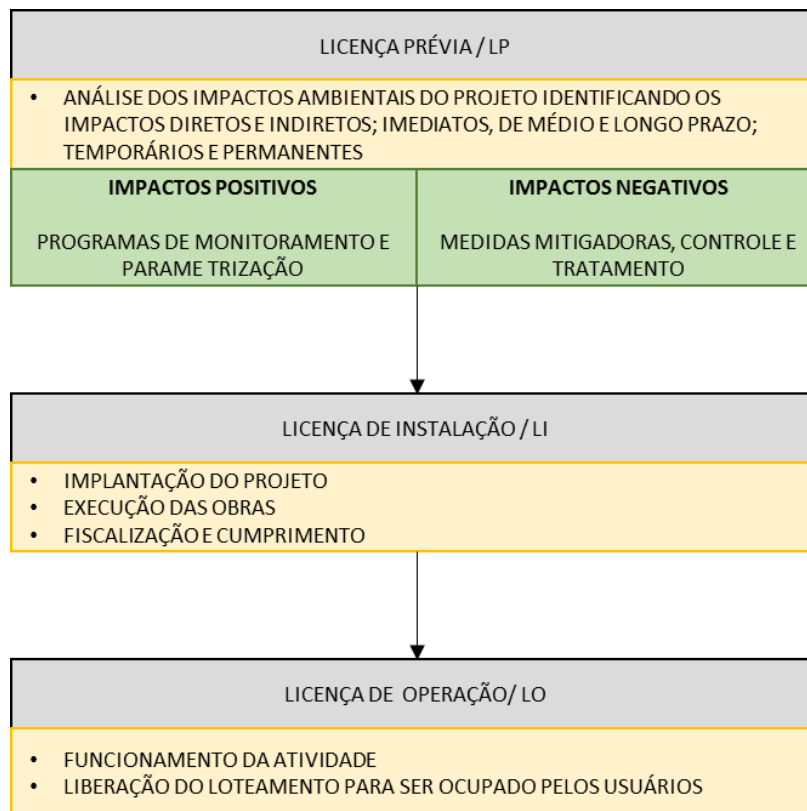 LICENÇA PRÉVIA / LP
• ANÁLISE DOS IMPACTOS AMBIENTAIS DO PROJETO IDENTIFICANDO OS
IMPACTOS DIRETOS E INDIRETOS; IMEDIATOS, DE MÉDIO E LONGO PRAZO;
TEMPORÁRIOS E PERMANENTES
IMPACTOS POSITIVOS
PROGRAMAS DE MONITORAMENTO E
PARAME TRIZAÇÃO
IMPACTOS NEGATIVOS
MEDIDAS MITIGADORAS, CONTROLE E
TRATAMENTO
LICENÇA DE INSTALAÇÃO / LI
• IMPLANTAÇÃO DO PROJETO
• EXECUÇÃO DAS OBRAS
• FISCALIZAÇÃO E CUMPRIMENTO
LICENÇA DE OPERAÇÃO/ LO
• FUNCIONAMENTO DA ATIVIDADE
• LIBERAÇÃO DO LOTEAMENTO PARA SER OCUPADO PELOS USUÁRIOS